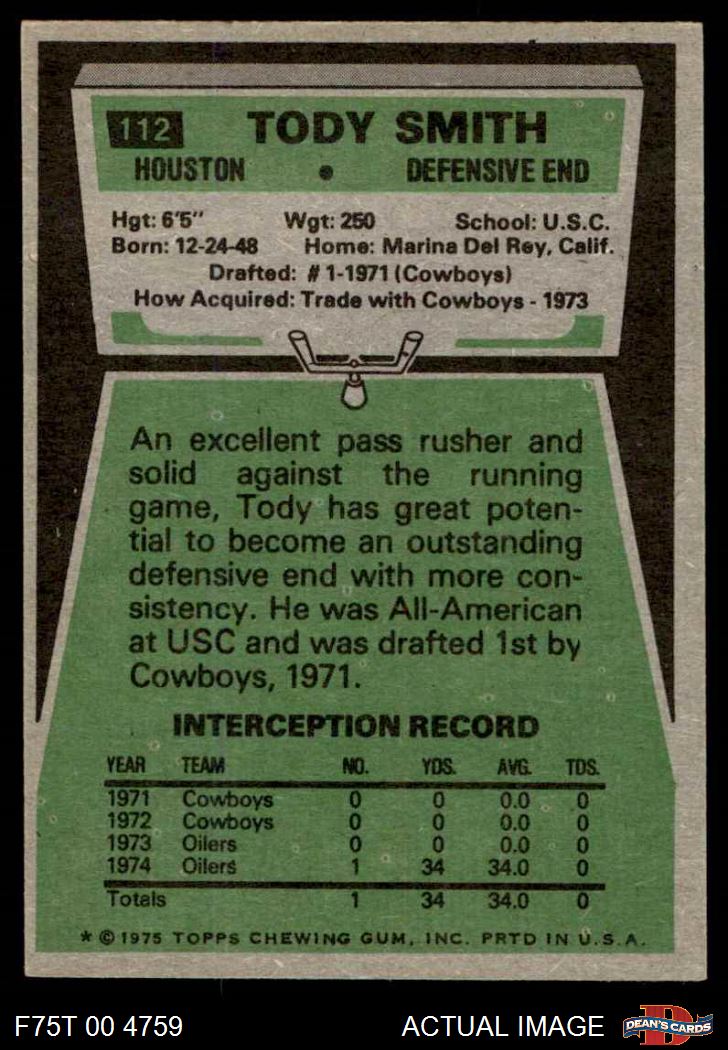 112 TODY SMITH
HOUSTON • DEFENSIVE END
Hgt: 6'5" Wgt: 250 School: U.S.C.
Born: 12-24-48 Home: Marina Del Rey, Calif.
Drafted: #1-1971 (Cowboys)
How Acquired: Trade with Cowboys - 1973
An excellent pass rusher and
solid against the running
game, Tody has great poten-
tial to become an outstanding
defensive end with more con-
sistency. He was All-American
at USC and was drafted 1st by
Cowboys, 1971.
INTERCEPTION RECORD
YEAR TEAM NO. YDS. AVG. TDS.
1971 Cowboys 0 0 0.0 0
1972 Cowboys 0 0 0.0 0
1973 Oilers 0 0 0.0 0
1974 Oilers 1 34 34.0 0
Totals 1 34 34.0 0
* © 1975 TOPPS CHEWING GUM, INC. PRTD IN U.S.A.
F75T 00 4759 ACTUAL IMAGE DEAN'S CARDS